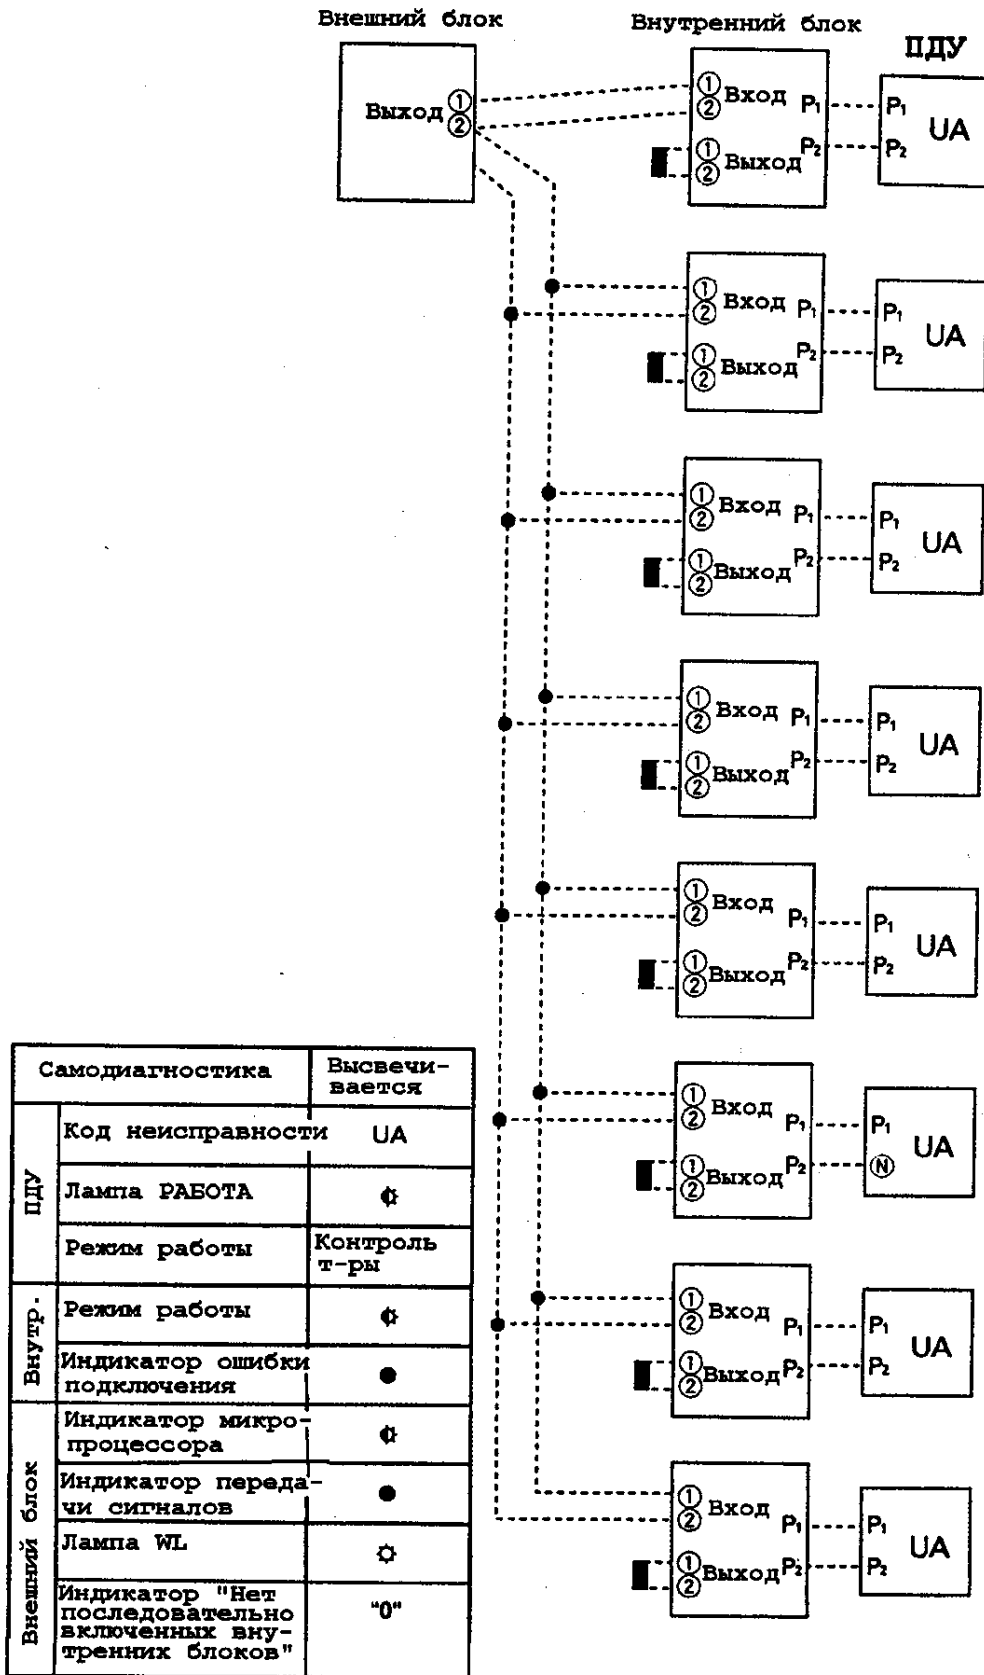 Внешний блок
Внутренний блок
ПДУ
Выход ① ②
① ② Вход P₁ P₂
① ② Выход
P₁ P₂ UA
① ② Вход P₁ P₂
① ② Выход
P₁ P₂ UA
① ② Вход P₁ P₂
① ② Выход
P₁ P₂ UA
① ② Вход P₁ P₂
① ② Выход
P₁ P₂ UA
① ② Вход P₁ P₂
① ② Выход
P₁ P₂ UA
① ② Вход P₁ P₂
① ② Выход
P₁ Ⓝ UA
① ② Вход P₁ P₂
① ② Выход
P₁ P₂ UA
① ② Вход P₁ P₂
① ② Выход
P₁ P₂ UA
Самодиагностика
Высвечи-
вается
ПДУ
Код неисправности UA
Лампа РАБОТА
Режим работы
Контроль
т-ры
Внутр.
Режим работы
Индикатор ошибки
подключения
Внешний блок
Индикатор микро-
процессора
Индикатор переда-
чи сигналов
Лампа WL
Индикатор "Нет
последовательно
включенных вну-
тренних блоков"
"0"